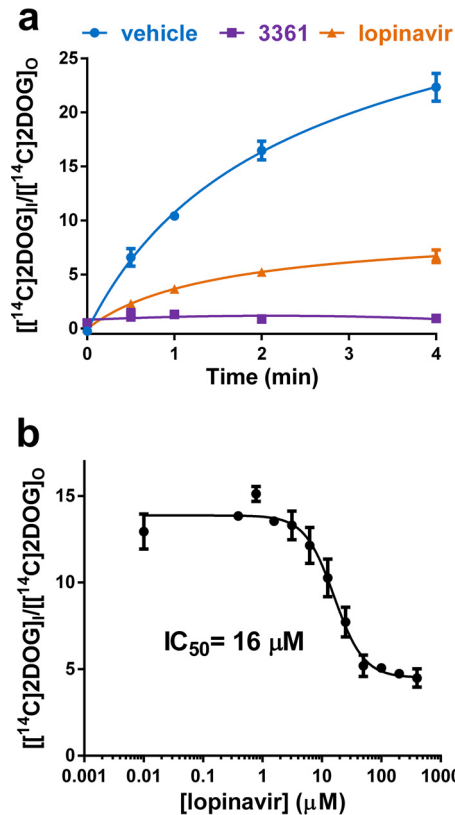 a
vehicle 3361 lopinavir
[[¹⁴C]2DOG]ᵢ/[[¹⁴C]2DOG]ₒ
25
20
15
10
5
0
0 1 2 3 4
Time (min)
b
[[¹⁴C]2DOG]ᵢ/[[¹⁴C]2DOG]ₒ
15
10
5
0
IC₅₀= 16 μM
0.001 0.01 0.1 1 10 100 1000
[lopinavir] (μM)